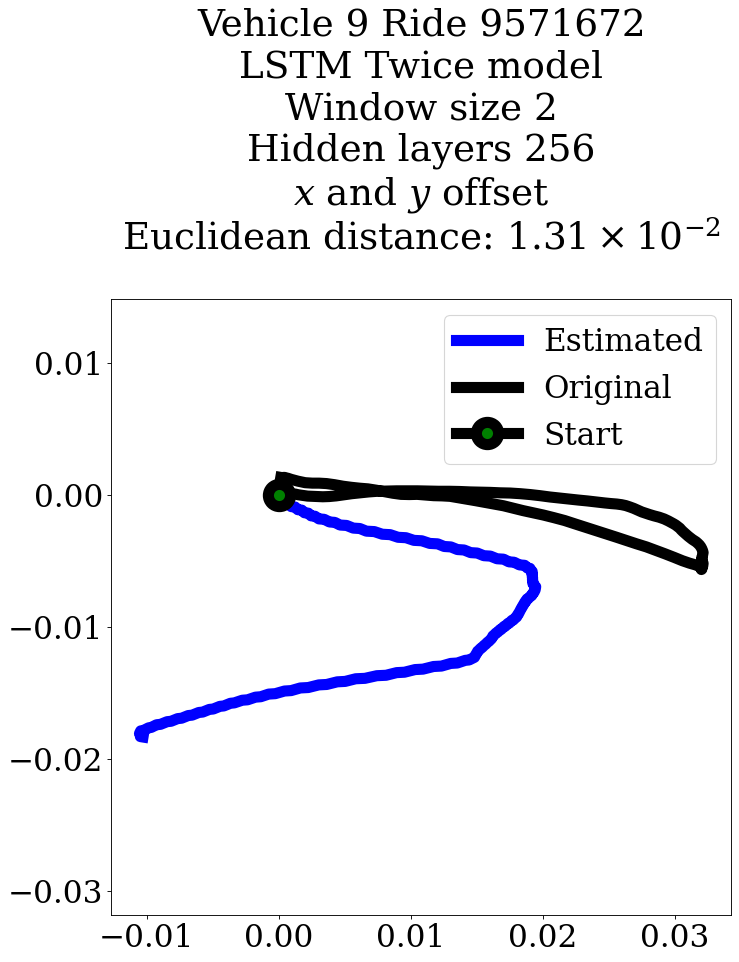 Vehicle 9 Ride 9571672
LSTM Twice model
Window size 2
Hidden layers 256
x and y offset
Euclidean distance: 1.31 × 10⁻²
Estimated
Original
Start
0.01
0.00
−0.01
−0.02
−0.03
−0.01 0.00 0.01 0.02 0.03